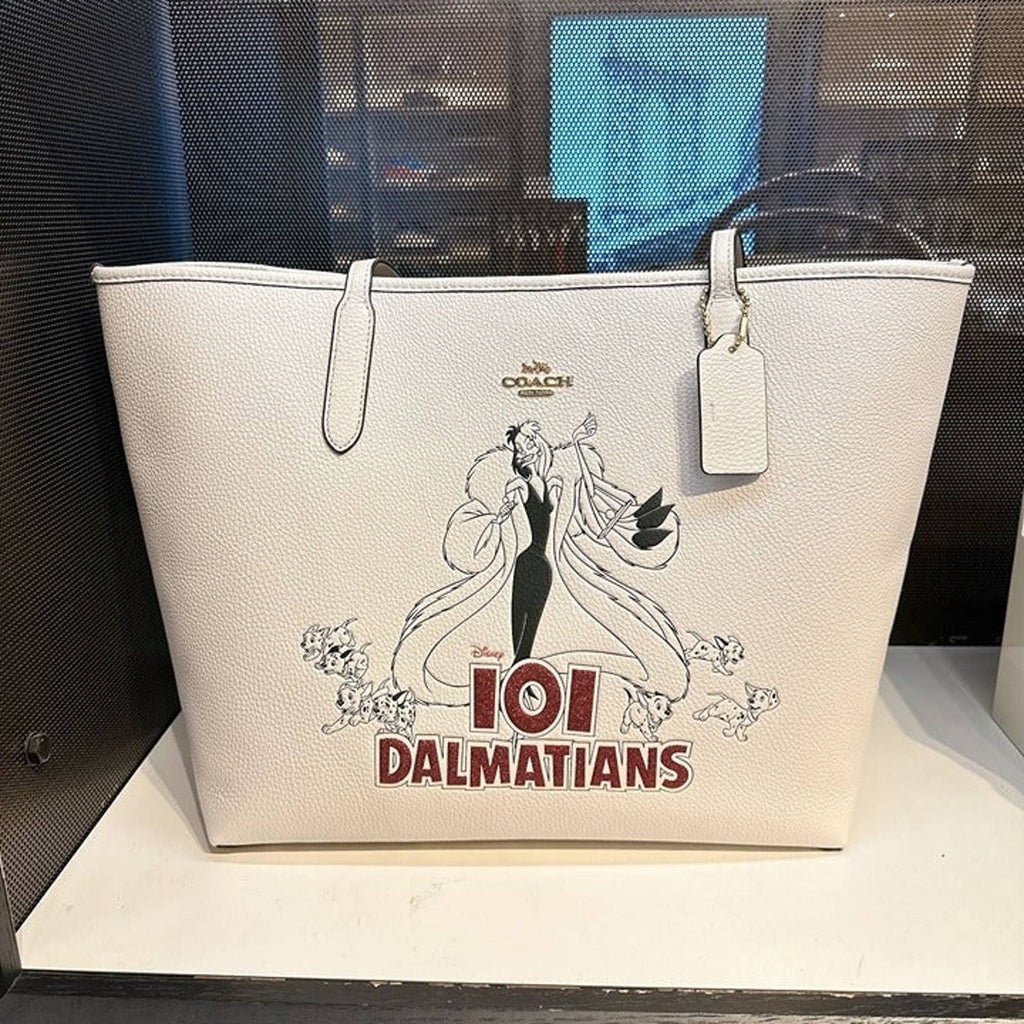 COACH
Disney
101
DALMATIANS